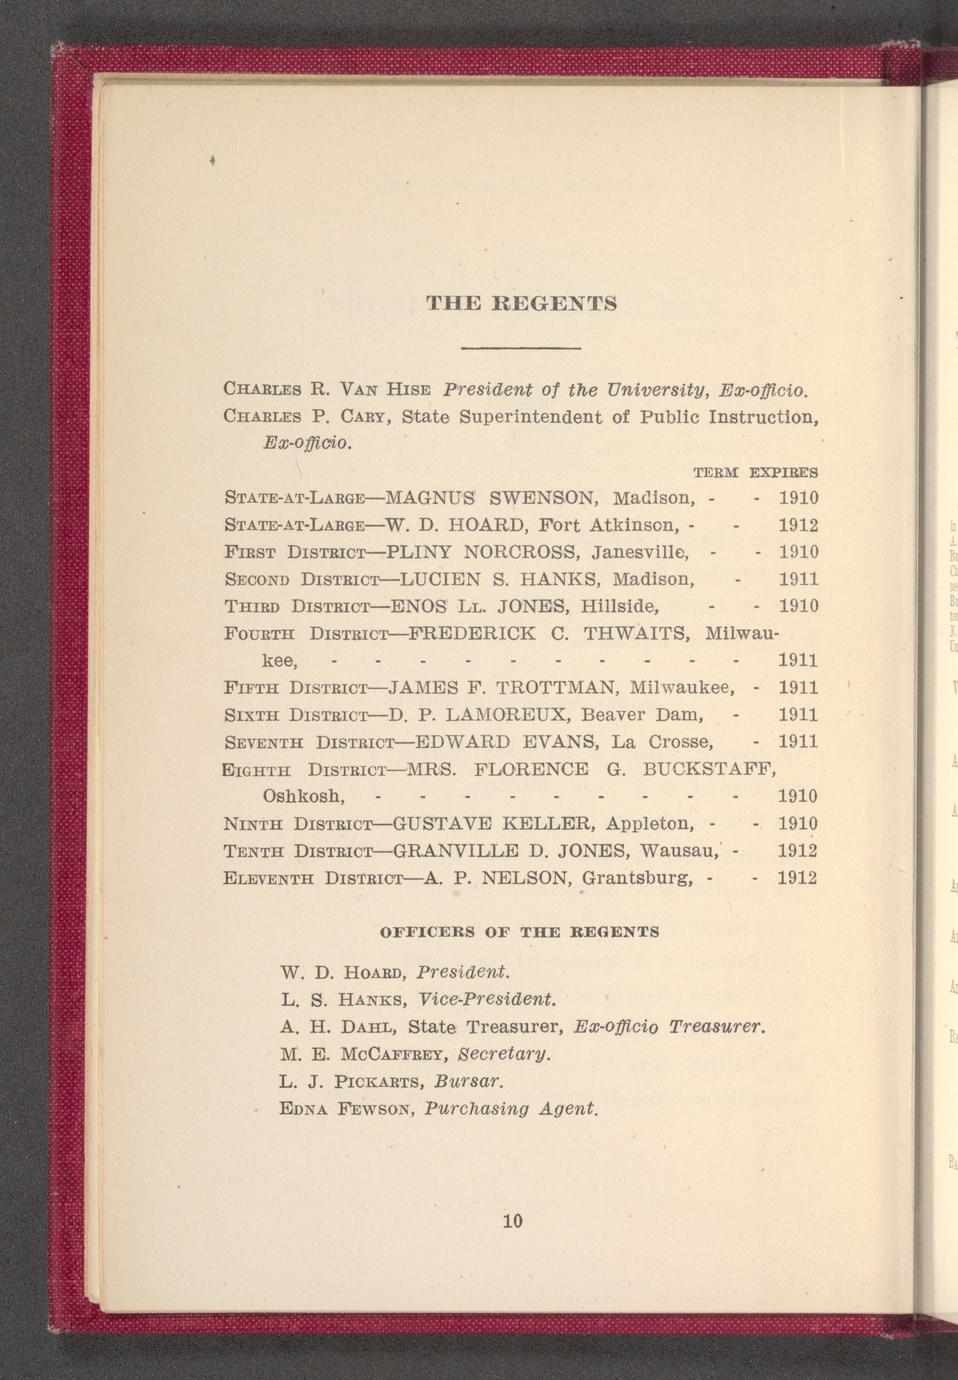 THE REGENTS
CHARLES R. VAN HISE President of the University, Ex-officio.
CHARLES P. CARY, State Superintendent of Public Instruction,
Ex-officio.
TERM EXPIRES
STATE-AT-LARGE—MAGNUS SWENSON, Madison, - - 1910
STATE-AT-LARGE—W. D. HOARD, Fort Atkinson, - - 1912
FIRST DISTRICT—PLINY NORCROSS, Janesville, - - 1910
SECOND DISTRICT—LUCIEN S. HANKS, Madison, - 1911
THIRD DISTRICT—ENOS LL. JONES, Hillside, - - 1910
FOURTH DISTRICT—FREDERICK C. THWAITS, Milwau-
kee, - - - - - - - - - - 1911
FIFTH DISTRICT—JAMES F. TROTTMAN, Milwaukee, - 1911
SIXTH DISTRICT—D. P. LAMOREUX, Beaver Dam, - 1911
SEVENTH DISTRICT—EDWARD EVANS, La Crosse, - 1911
EIGHTH DISTRICT—MRS. FLORENCE G. BUCKSTAFF,
Oshkosh, - - - - - - - - - 1910
NINTH DISTRICT—GUSTAVE KELLER, Appleton, - - 1910
TENTH DISTRICT—GRANVILLE D. JONES, Wausau, - 1912
ELEVENTH DISTRICT—A. P. NELSON, Grantsburg, - - 1912
OFFICERS OF THE REGENTS
W. D. HOARD, President.
L. S. HANKS, Vice-President.
A. H. DAHL, State Treasurer, Ex-officio Treasurer.
M. E. MCCAFFREY, Secretary.
L. J. PICKARTS, Bursar.
EDNA FEWSON, Purchasing Agent.
10